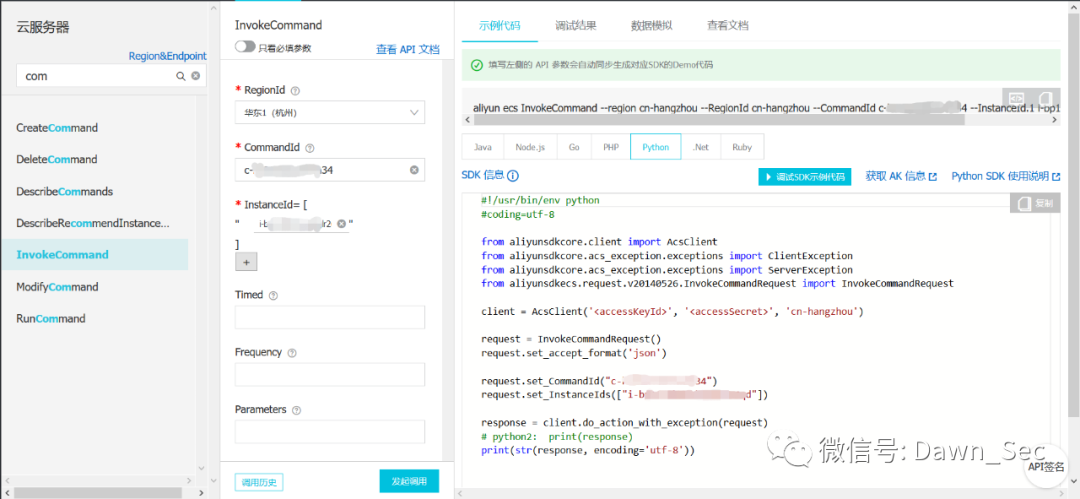 云服务器
Region&Endpoint
com
CreateCommand
DeleteCommand
DescribeCommands
DescribeRecommendInstance...
InvokeCommand
ModifyCommand
RunCommand
InvokeCommand
只看必填参数
查看 API 文档
* RegionId
华东1（杭州）
* CommandId
c- 34
* InstanceId= [
" i-b lr2 "
]
+
Timed
Frequency
Parameters
调用历史
发起调用
示例代码 调试结果 数据模拟 查看文档
填写左侧的 API 参数会自动同步生成对应SDK的Demo代码
aliyun ecs InvokeCommand --region cn-hangzhou --RegionId cn-hangzhou --CommandId c- 4 --InstanceId.1 i-bp1
Java Node.js Go PHP Python .Net Ruby
SDK 信息
调试SDK示例代码
获取 AK 信息
Python SDK 使用说明
复制
#!/usr/bin/env python
#coding=utf-8
from aliyunsdkcore.client import AcsClient
from aliyunsdkcore.acs_exception.exceptions import ClientException
from aliyunsdkcore.acs_exception.exceptions import ServerException
from aliyunsdkecs.request.v20140526.InvokeCommandRequest import InvokeCommandRequest
client = AcsClient('<accessKeyId>', '<accessSecret>', 'cn-hangzhou')
request = InvokeCommandRequest()
request.set_accept_format('json')
request.set_CommandId("c- 34")
request.set_InstanceIds(["i-b qd"])
response = client.do_action_with_exception(request)
# python2:  print(response)
print(str(response, encoding='utf-8'))
微信号: Dawn_Sec
API签名